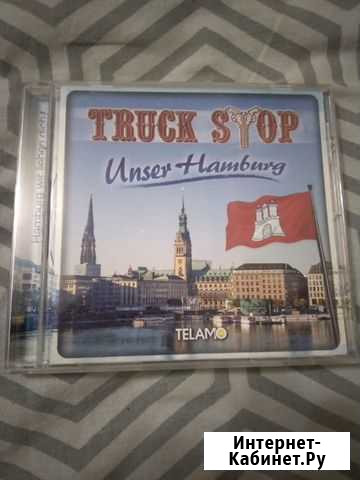 TRUCK STOP
Unser Hamburg
TELAMO
Интернет-
Кабинет.Ру